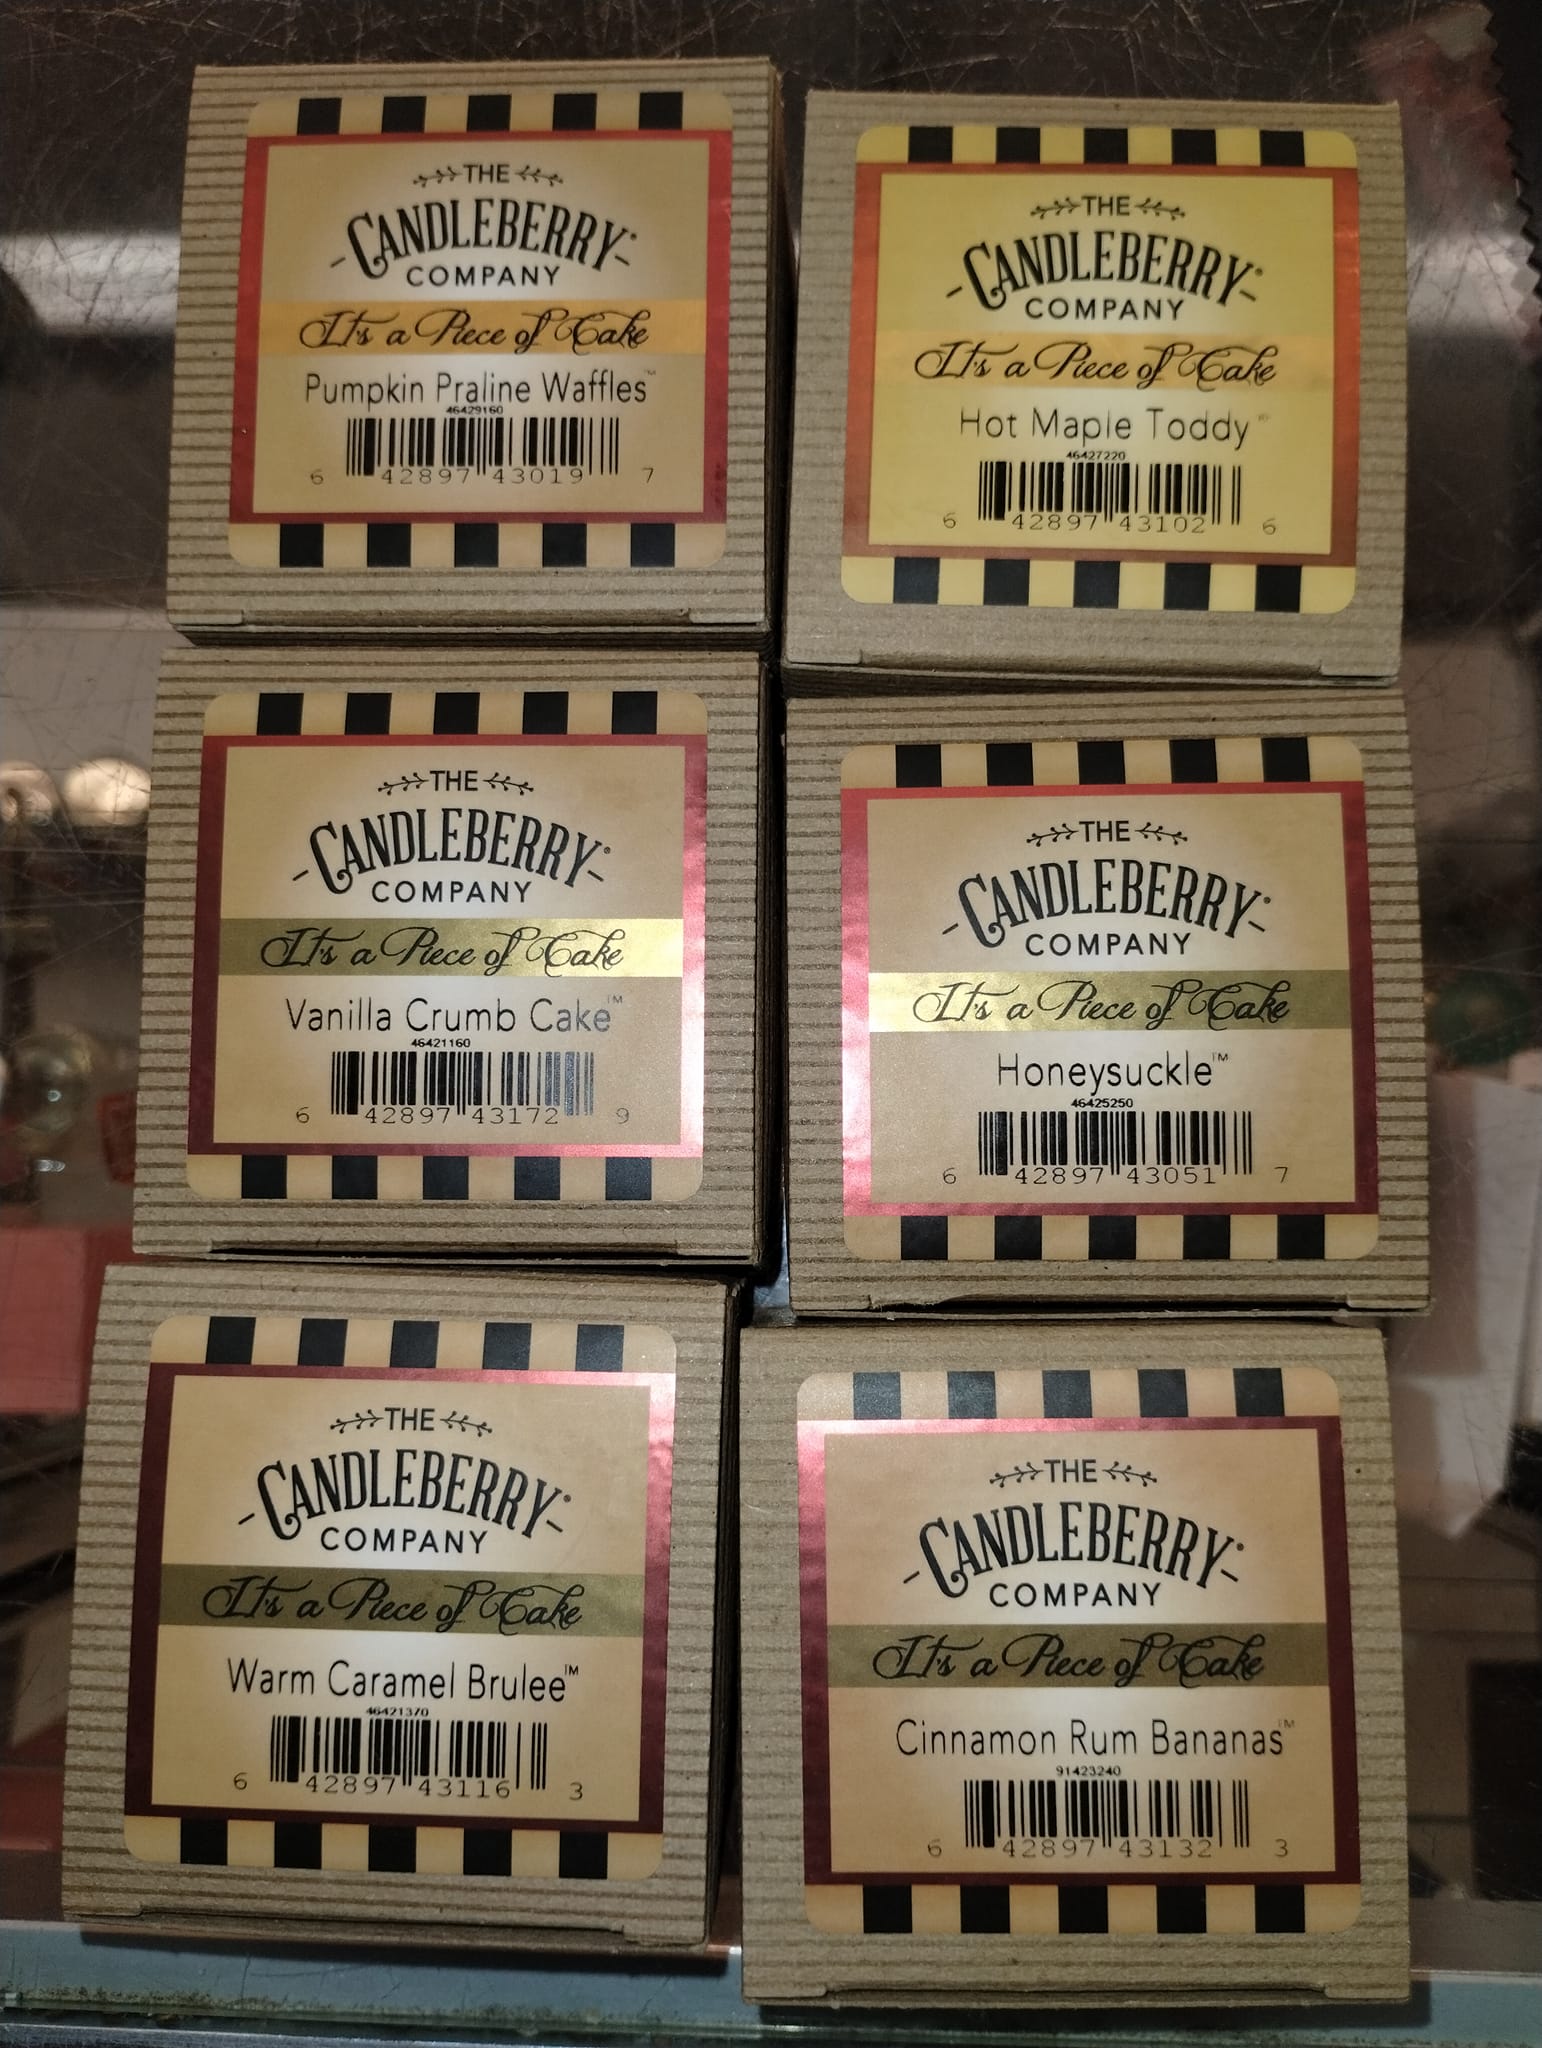 THE
CANDLEBERRY®
COMPANY
It's a Piece of Cake
Pumpkin Praline Waffles™
46429160
6 42897 43019 7
THE
CANDLEBERRY®
COMPANY
It's a Piece of Cake
Hot Maple Toddy®
46427220
6 42897 43102 6
THE
CANDLEBERRY®
COMPANY
It's a Piece of Cake
Vanilla Crumb Cake™
46421160
6 42897 43172 9
THE
CANDLEBERRY®
COMPANY
It's a Piece of Cake
Honeysuckle™
46425250
6 42897 43051 7
THE
CANDLEBERRY®
COMPANY
It's a Piece of Cake
Warm Caramel Brulee™
46421370
6 42897 43116 3
THE
CANDLEBERRY®
COMPANY
It's a Piece of Cake
Cinnamon Rum Bananas™
91423240
6 42897 43132 3